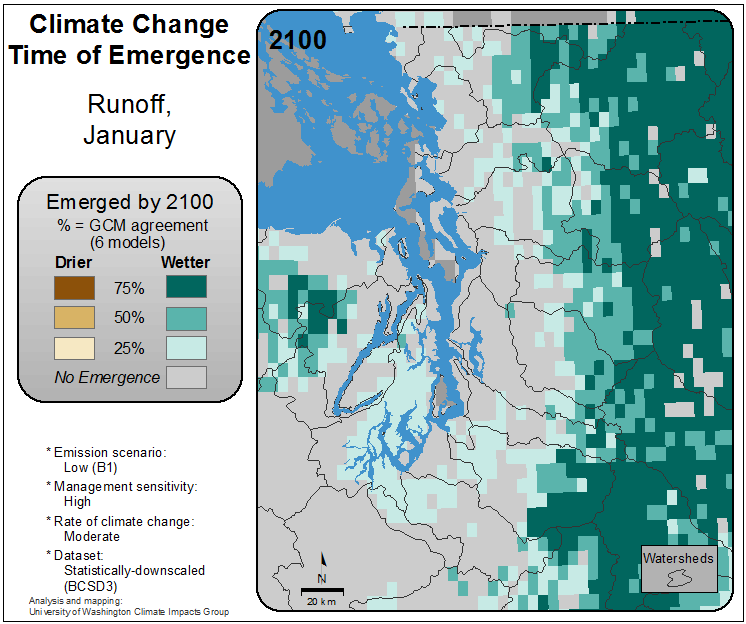 Climate Change
Time of Emergence
Runoff,
January
Emerged by 2100
% = GCM agreement
(6 models)
Drier Wetter
75%
50%
25%
No Emergence
* Emission scenario:
Low (B1)
* Management sensitivity:
High
* Rate of climate change:
Moderate
* Dataset:
Statistically-downscaled
(BCSD3)
Analysis and mapping:
University of Washington Climate Impacts Group
2100
N
20 km
Watersheds